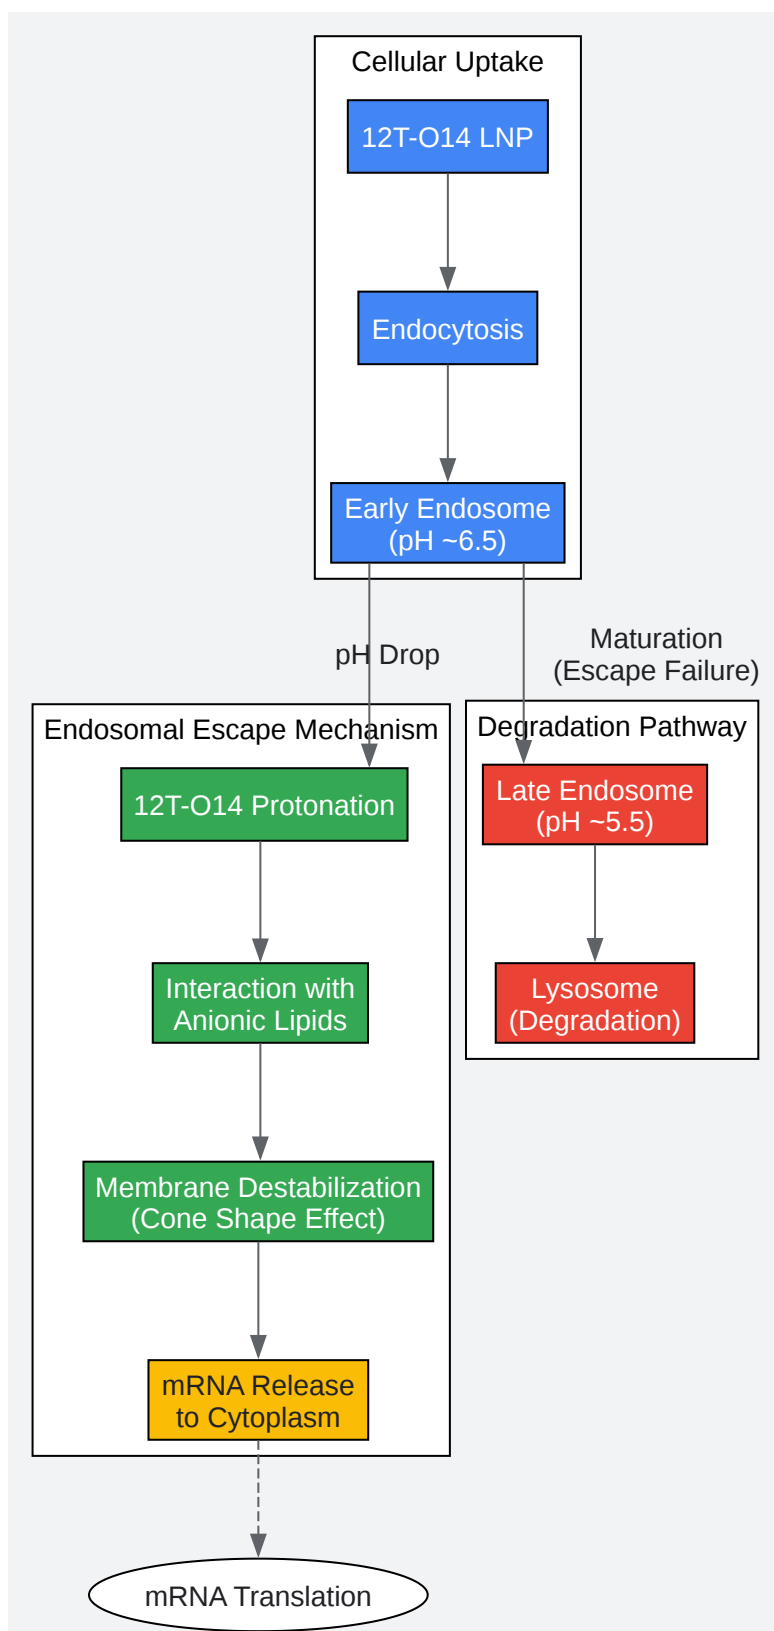 Cellular Uptake
12T-O14 LNP
Endocytosis
Early Endosome
(pH ~6.5)
pH Drop
Maturation
(Escape Failure)
Endosomal Escape Mechanism
12T-O14 Protonation
Interaction with
Anionic Lipids
Membrane Destabilization
(Cone Shape Effect)
mRNA Release
to Cytoplasm
mRNA Translation
Degradation Pathway
Late Endosome
(pH ~5.5)
Lysosome
(Degradation)